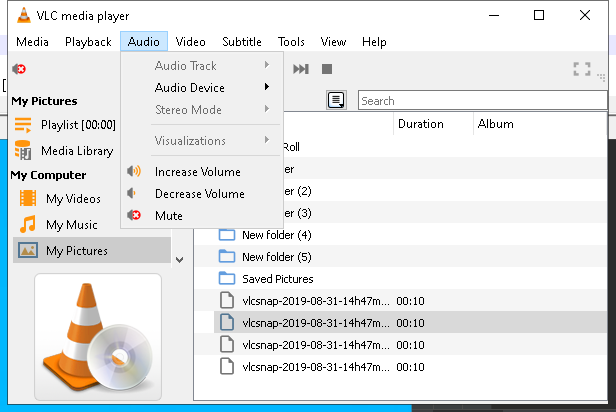 VLC media player
Media Playback Audio Video Subtitle Tools View Help
Audio Track
Audio Device
Stereo Mode
Visualizations
Increase Volume
Decrease Volume
Mute
My Pictures
Playlist [00:00]
Media Library
My Computer
My Videos
My Music
My Pictures
Search
Duration Album
Roll
(2)
(3)
New folder (4)
New folder (5)
Saved Pictures
vlcsnap-2019-08-31-14h47m... 00:10
vlcsnap-2019-08-31-14h47m... 00:10
vlcsnap-2019-08-31-14h47m... 00:10
vlcsnap-2019-08-31-14h47m... 00:10